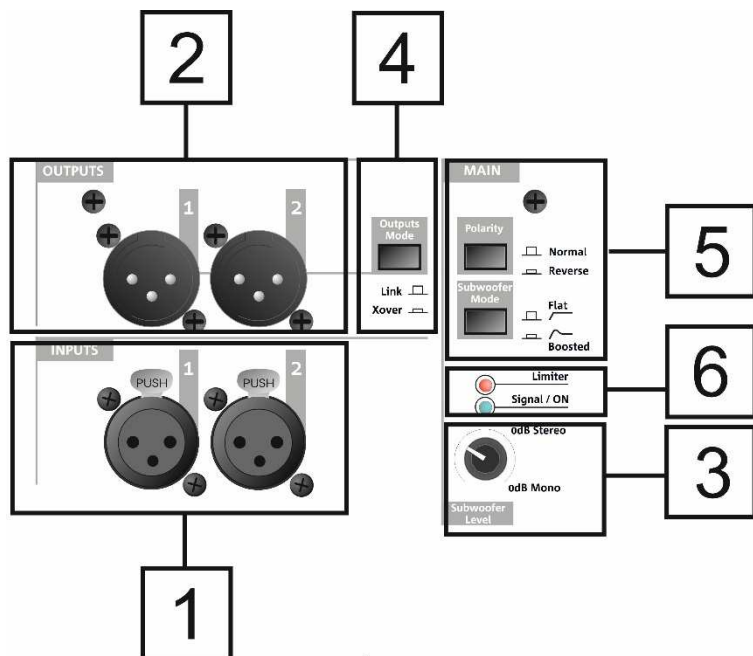 2
4
OUTPUTS
1
2
Outputs
Mode
Link
Xover
MAIN
Polarity
Normal
Reverse
Subwoofer
Mode
Flat
Boosted
5
INPUTS
1
2
PUSH
PUSH
Limiter
Signal / ON
6
0dB Stereo
0dB Mono
Subwoofer
Level
3
1